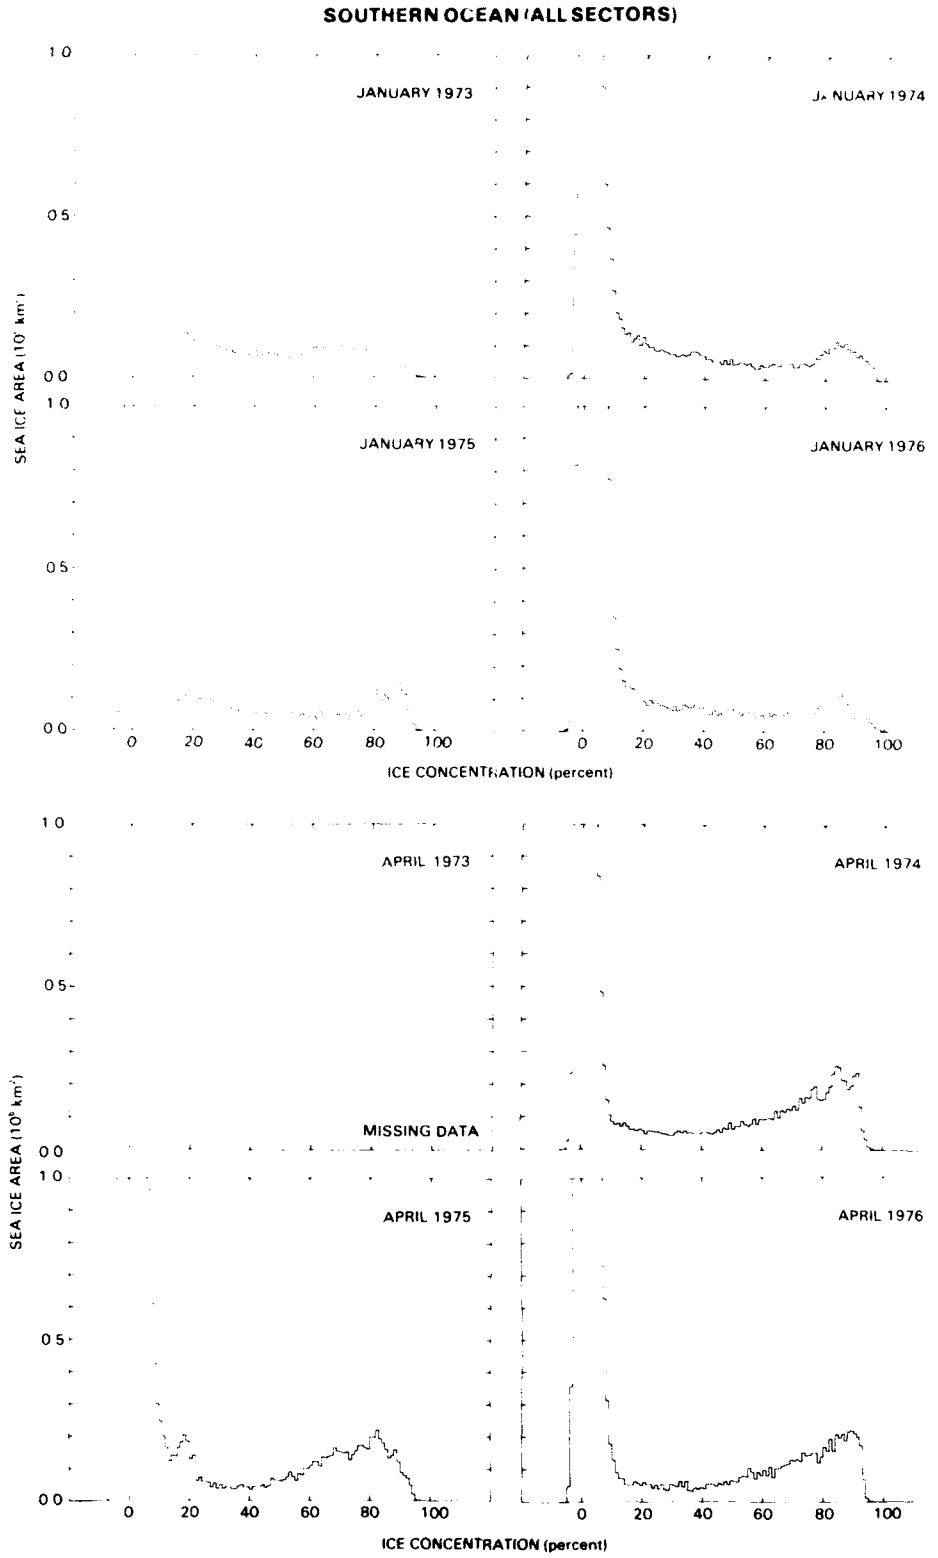 SOUTHERN OCEAN (ALL SECTORS)
1.0
JANUARY 1973
JANUARY 1974
0.5
0.0
1.0
JANUARY 1975
JANUARY 1976
0.5
0.0
0 20 40 60 80 100
0 20 40 60 80 100
ICE CONCENTRATION (percent)
SEA ICE AREA
1.0
APRIL 1973
APRIL 1974
0.5
MISSING DATA
0.0
1.0
APRIL 1975
APRIL 1976
0.5
0.0
0 20 40 60 80 100
0 20 40 60 80 100
ICE CONCENTRATION (percent)
SEA ICE AREA (10⁶ km²)